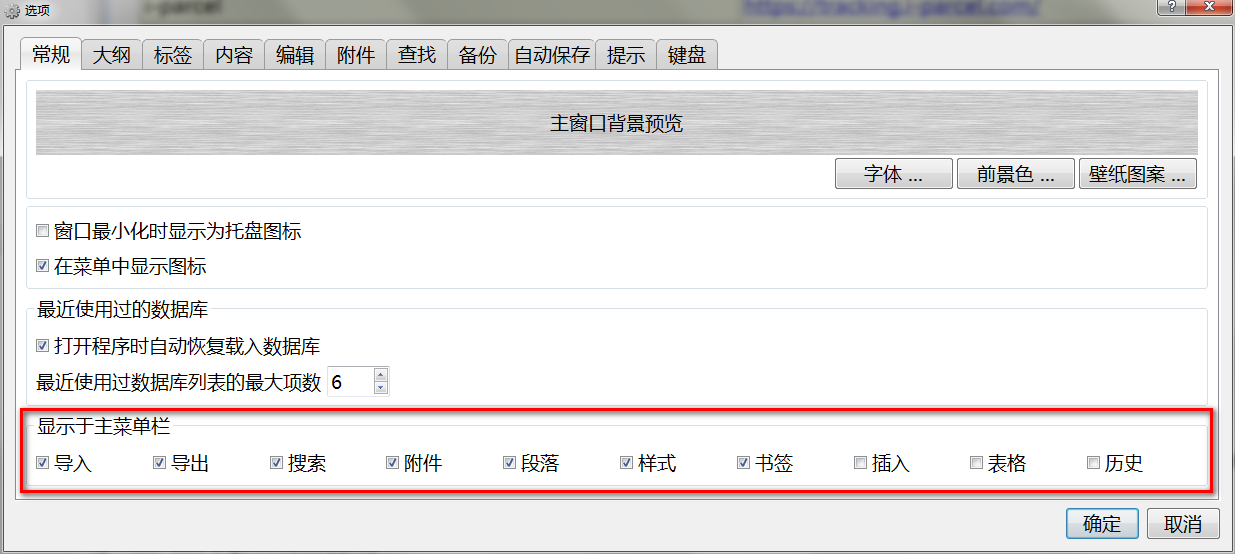 选项
i-parcel https://tracking.i-parcel.com/
常规 大纲 标签 内容 编辑 附件 查找 备份 自动保存 提示 键盘
主窗口背景预览
字体 ... 前景色 ... 壁纸图案 ...
窗口最小化时显示为托盘图标
在菜单中显示图标
最近使用过的数据库
打开程序时自动恢复载入数据库
最近使用过数据库列表的最大项数 6
显示于主菜单栏
导入 导出 搜索 附件 段落 样式 书签 插入 表格 历史
确定 取消